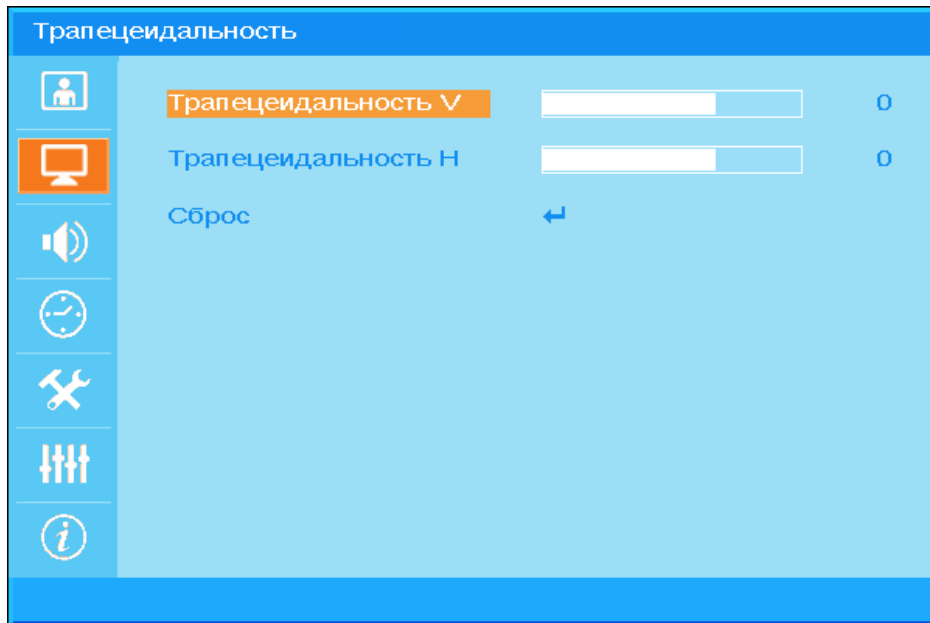 Трапецеидальность
Трапецеидальность V 0
Трапецеидальность H 0
Сброс